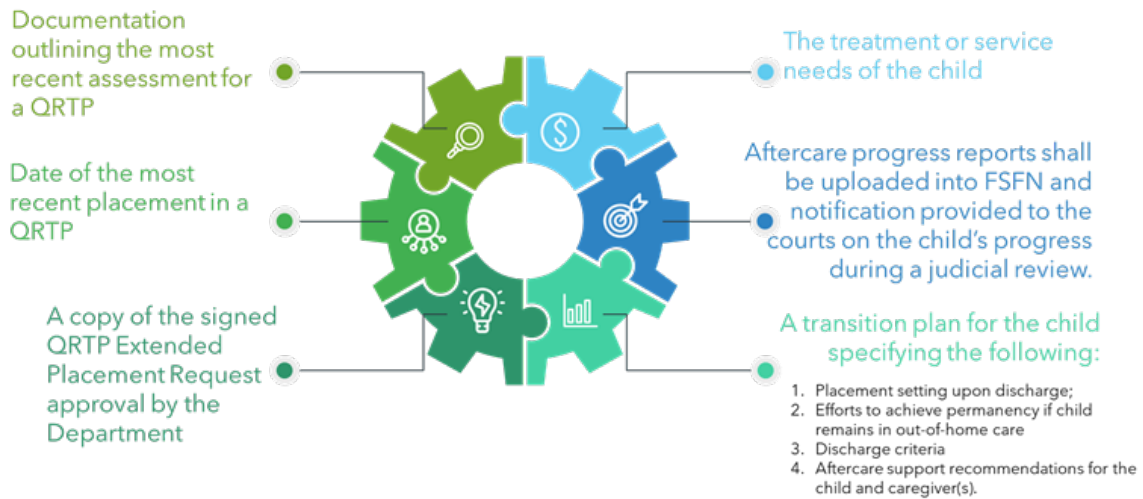 Documentation
outlining the most
recent assessment for
a QRTP
Date of the most
recent placement in a
QRTP
A copy of the signed
QRTP Extended
Placement Request
approval by the
Department
The treatment or service
needs of the child
Aftercare progress reports shall
be uploaded into FSFN and
notification provided to the
courts on the child's progress
during a judicial review.
A transition plan for the child
specifying the following:
1. Placement setting upon discharge;
2. Efforts to achieve permanency if child
remains in out-of-home care
3. Discharge criteria
4. Aftercare support recommendations for the
child and caregiver(s).